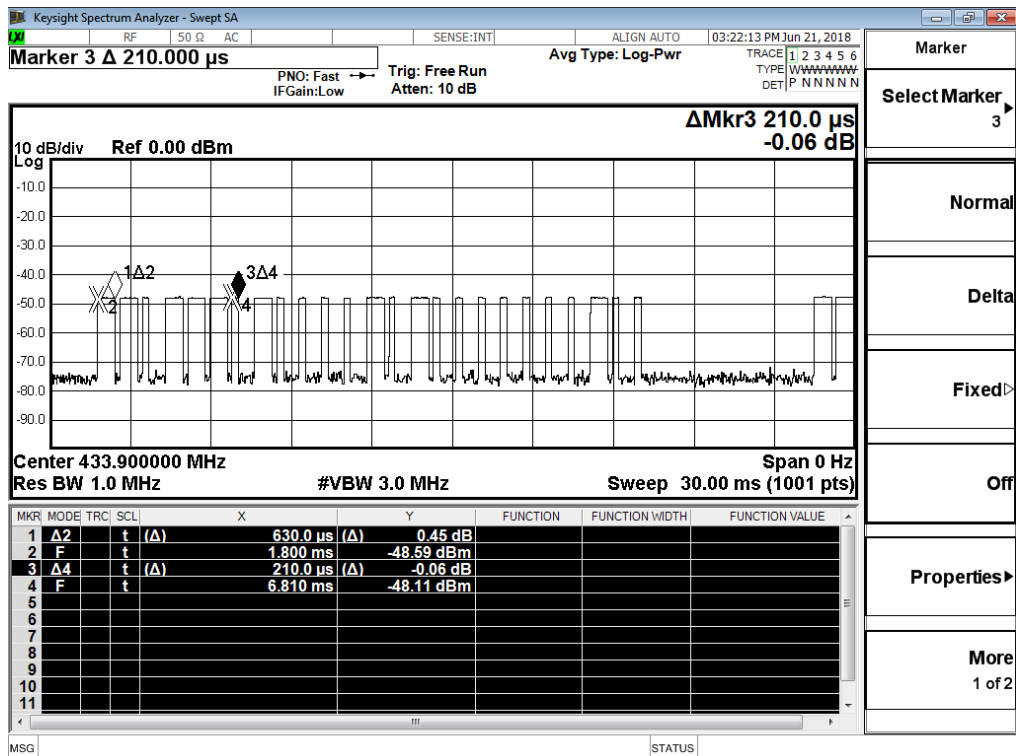 Keysight Spectrum Analyzer - Swept SA
LXI RF 50 Ω AC SENSE:INT ALIGN AUTO 03:22:13 PM Jun 21, 2018
Marker 3 Δ 210.000 µs
PNO: Fast
IFGain:Low
Trig: Free Run
Atten: 10 dB
Avg Type: Log-Pwr
TRACE 1 2 3 4 5 6
TYPE WWWWWW
DET P N N N N N
ΔMkr3 210.0 µs
-0.06 dB
10 dB/div Ref 0.00 dBm
Log
-10.0
-20.0
-30.0
-40.0
-50.0
-60.0
-70.0
-80.0
-90.0
1Δ2
2
3Δ4
4
Center 433.900000 MHz Span 0 Hz
Res BW 1.0 MHz #VBW 3.0 MHz Sweep 30.00 ms (1001 pts)
MKR MODE TRC SCL X Y FUNCTION FUNCTION WIDTH FUNCTION VALUE
1 Δ2 t (Δ) 630.0 µs (Δ) 0.45 dB
2 F t 1.800 ms -48.59 dBm
3 Δ4 t (Δ) 210.0 µs (Δ) -0.06 dB
4 F t 6.810 ms -48.11 dBm
5
6
7
8
9
10
11
MSG STATUS
Marker
Select Marker
3
Normal
Delta
Fixed
Off
Properties
More
1 of 2